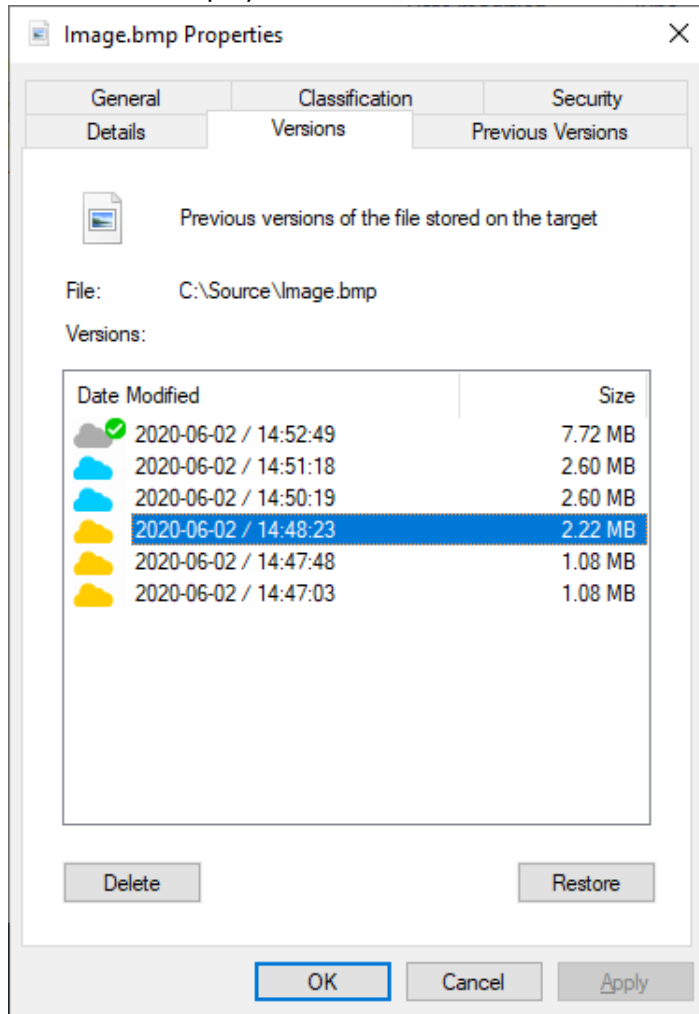 Image.bmp Properties
General Classification Security
Details Versions Previous Versions
Previous versions of the file stored on the target
File: C:\Source\Image.bmp
Versions:
Date Modified Size
2020-06-02 / 14:52:49 7.72 MB
2020-06-02 / 14:51:18 2.60 MB
2020-06-02 / 14:50:19 2.60 MB
2020-06-02 / 14:48:23 2.22 MB
2020-06-02 / 14:47:48 1.08 MB
2020-06-02 / 14:47:03 1.08 MB
Delete Restore
OK Cancel Apply